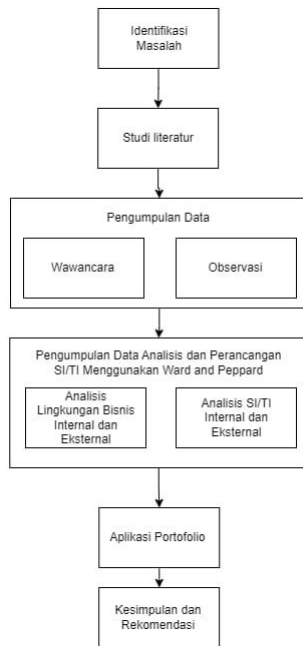 Identifikasi
Masalah
Studi literatur
Pengumpulan Data
Wawancara
Observasi
Pengumpulan Data Analisis dan Perancangan
SI/TI Menggunakan Ward and Peppard
Analisis
Lingkungan Bisnis
Internal dan
Eksternal
Analisis SI/TI
Internal dan
Eksternal
Aplikasi Portofolio
Kesimpulan dan
Rekomendasi